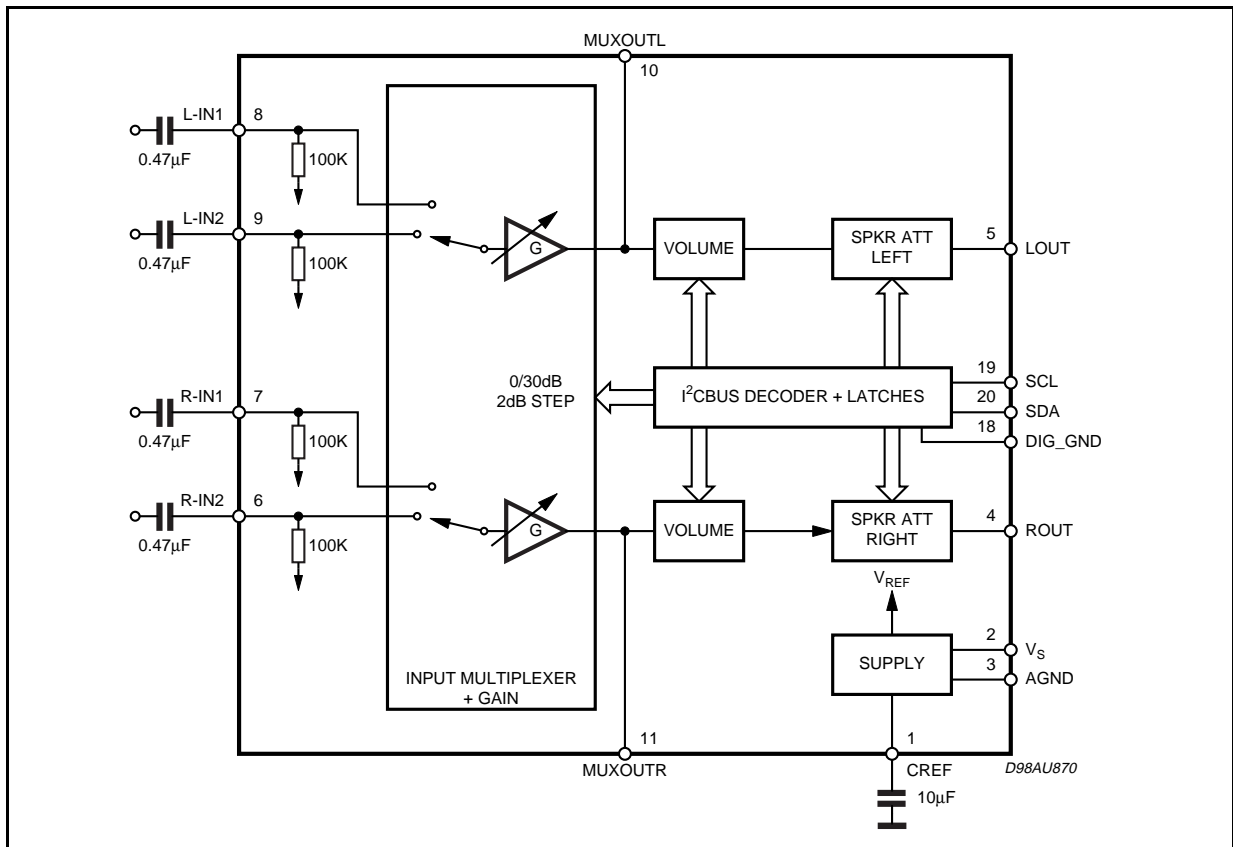 MUXOUTL
10
L-IN1
8
0.47µF
100K
L-IN2
9
0.47µF
100K
G
VOLUME
SPKR ATT
LEFT
5
LOUT
0/30dB
2dB STEP
I²CBUS DECODER + LATCHES
19
SCL
20
SDA
18
DIG_GND
R-IN1
7
0.47µF
100K
R-IN2
6
0.47µF
100K
G
VOLUME
SPKR ATT
RIGHT
4
ROUT
VREF
SUPPLY
2
VS
3
AGND
INPUT MULTIPLEXER
+ GAIN
11
MUXOUTR
1
CREF
10µF
D98AU870